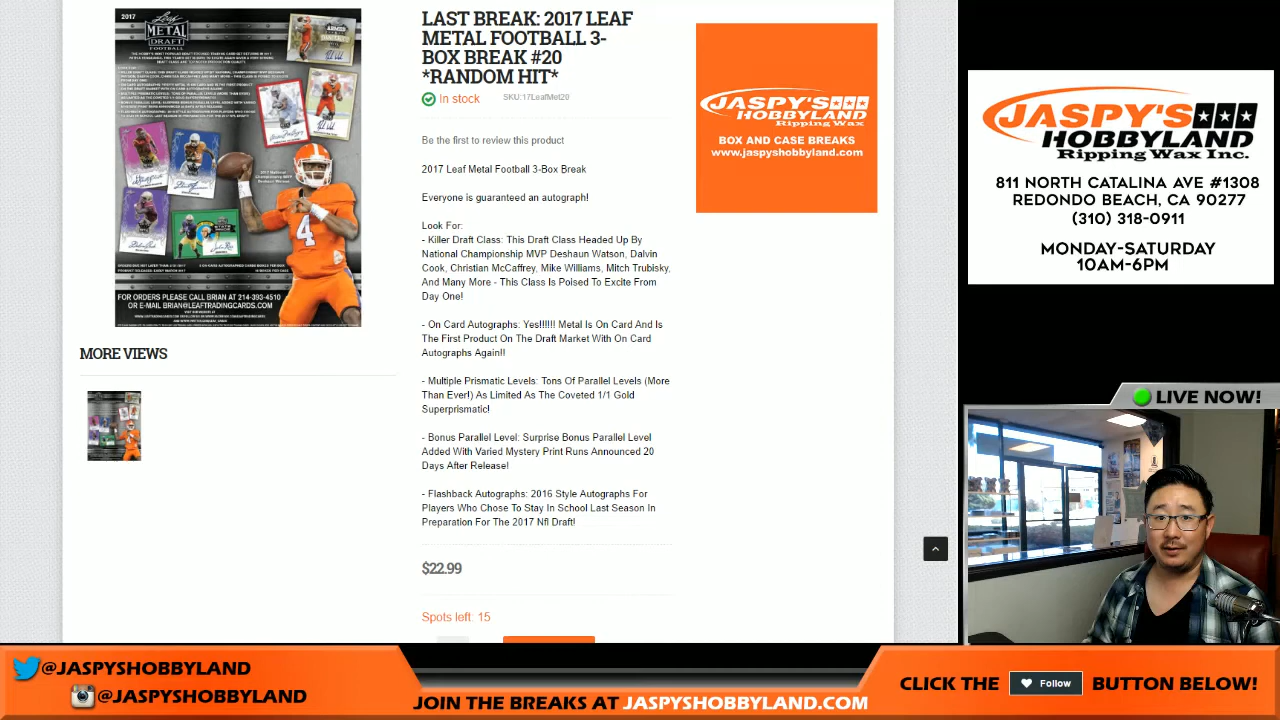 2017
LEAF
METAL
DRAFT
FOOTBALL
4
FOR ORDERS PLEASE CALL BRIAN AT 214-393-4510
OR E-MAIL BRIAN@LEAFTRADINGCARDS.COM
MORE VIEWS
LAST BREAK: 2017 LEAF
METAL FOOTBALL 3-
BOX BREAK #20
*RANDOM HIT*
In stock
SKU:17LeafMet20
Be the first to review this product
2017 Leaf Metal Football 3-Box Break
Everyone is guaranteed an autograph!
Look For:
- Killer Draft Class: This Draft Class Headed Up By
National Championship MVP Deshaun Watson, Dalvin
Cook, Christian McCaffrey, Mike Williams, Mitch Trubisky,
And Many More - This Class Is Poised To Excite From
Day One!
- On Card Autographs: Yes!!!!!! Metal Is On Card And Is
The First Product On The Draft Market With On Card
Autographs Again!!
- Multiple Prismatic Levels: Tons Of Parallel Levels (More
Than Ever!) As Limited As The Coveted 1/1 Gold
Superprismatic!
- Bonus Parallel Level: Surprise Bonus Parallel Level
Added With Varied Mystery Print Runs Announced 20
Days After Release!
- Flashback Autographs: 2016 Style Autographs For
Players Who Chose To Stay In School Last Season In
Preparation For The 2017 Nfl Draft!
$22.99
Spots left: 15
JASPY'S
HOBBYLAND
Ripping Wax
BOX AND CASE BREAKS
www.jaspyshobbyland.com
JASPY'S
HOBBYLAND
Ripping Wax Inc.
811 NORTH CATALINA AVE #1308
REDONDO BEACH, CA 90277
(310) 318-0911
MONDAY-SATURDAY
10AM-6PM
LIVE NOW!
@JASPYSHOBBYLAND
@JASPYSHOBBYLAND
JOIN THE BREAKS AT JASPYSHOBBYLAND.COM
CLICK THE Follow BUTTON BELOW!